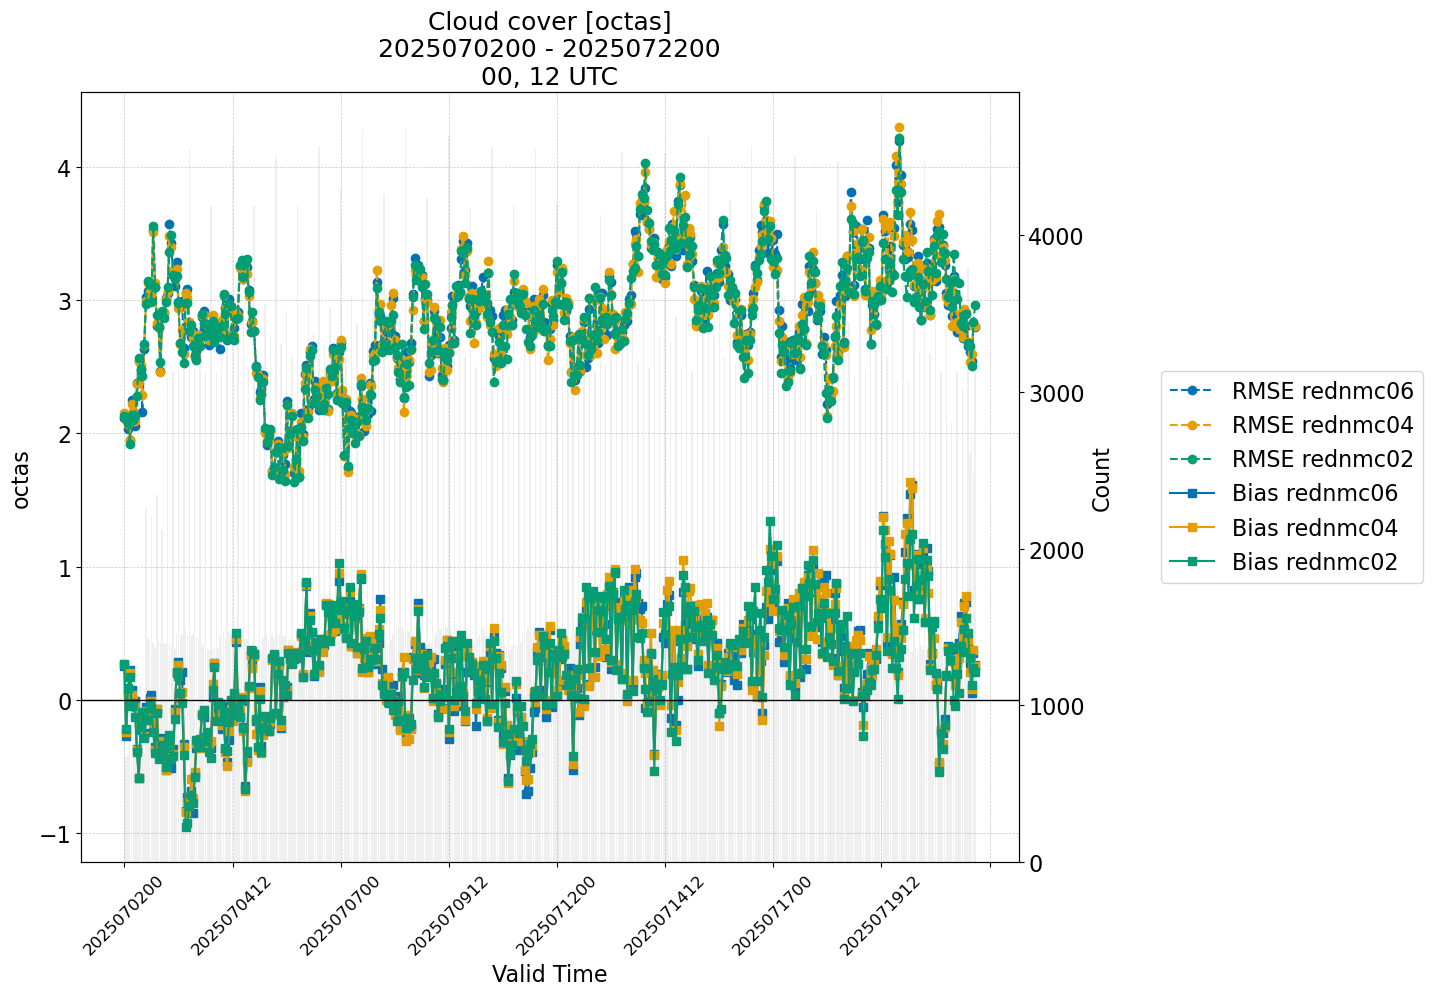 Cloud cover [octas]
2025070200 - 2025072200
00, 12 UTC
octas
4
3
2
1
0
−1
4000
3000
2000
1000
0
Count
2025070200
2025070412
2025070700
2025070912
2025071200
2025071412
2025071700
2025071912
Valid Time
RMSE rednmc06
RMSE rednmc04
RMSE rednmc02
Bias rednmc06
Bias rednmc04
Bias rednmc02